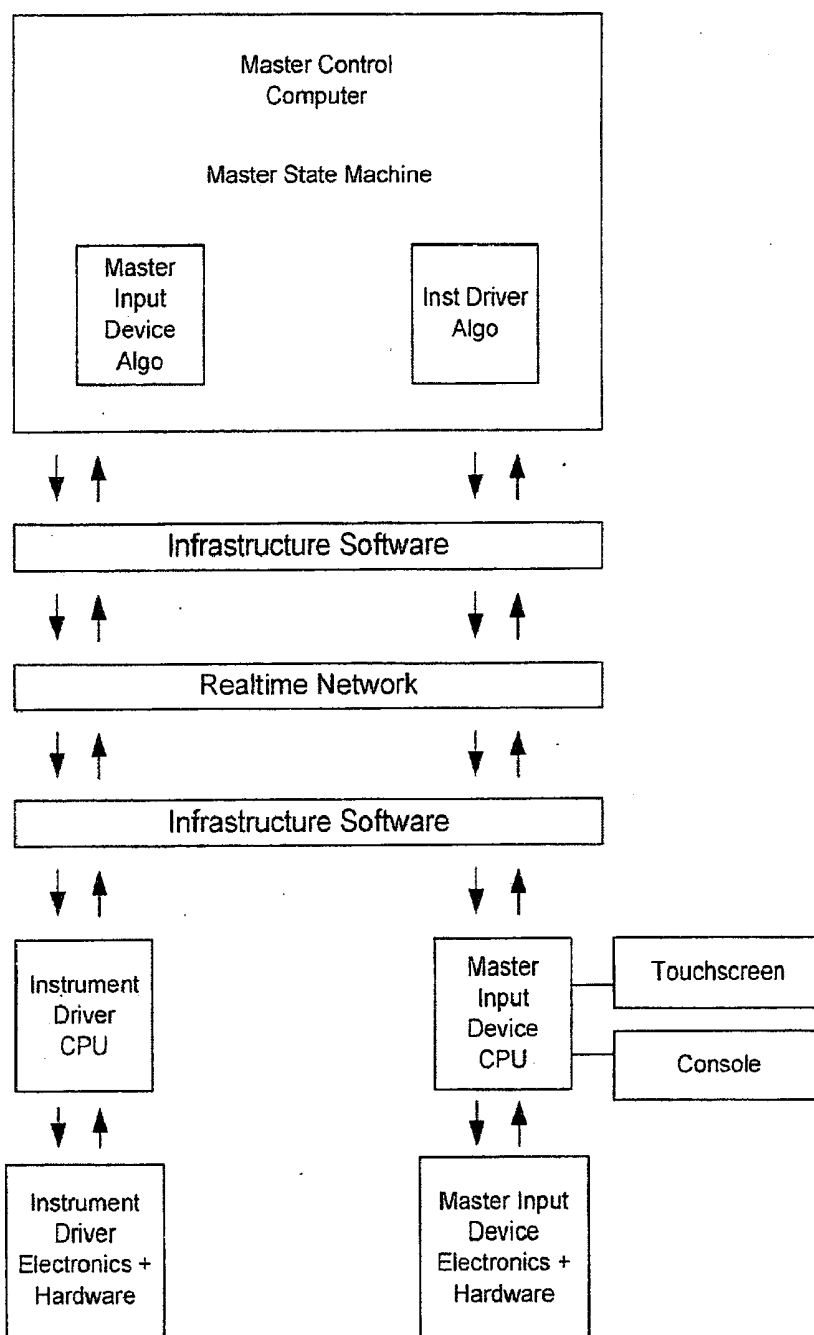 Master Control
Computer
Master State Machine
Master
Input
Device
Algo
Inst Driver
Algo
Infrastructure Software
Realtime Network
Infrastructure Software
Instrument
Driver
CPU
Master
Input
Device
CPU
Touchscreen
Console
Instrument
Driver
Electronics +
Hardware
Master Input
Device
Electronics +
Hardware